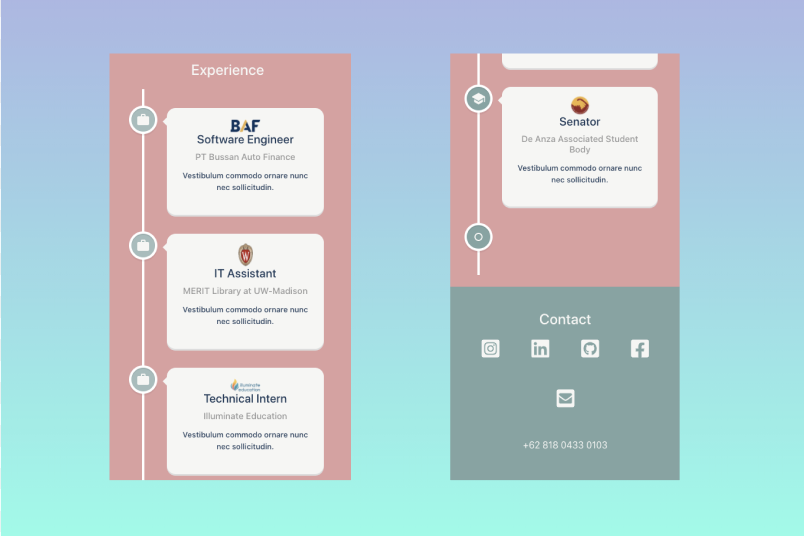 Experience
BAF
Software Engineer
PT Bussan Auto Finance
Vestibulum commodo ornare nunc
nec sollicitudin.
W
IT Assistant
MERIT Library at UW-Madison
Vestibulum commodo ornare nunc
nec sollicitudin.
illuminate
education
Technical Intern
Illuminate Education
Vestibulum commodo ornare nunc
nec sollicitudin.
Senator
De Anza Associated Student
Body
Vestibulum commodo ornare nunc
nec sollicitudin.
Contact
in
+62 818 0433 0103